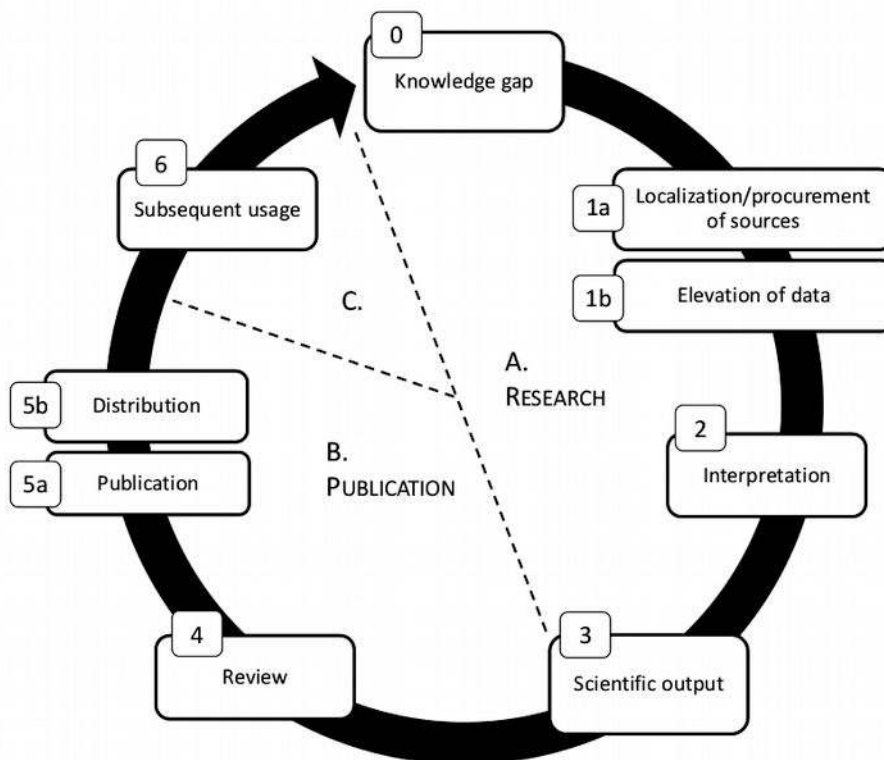 0
Knowledge gap
1a
Localization/procurement
of sources
1b
Elevation of data
2
Interpretation
3
Scientific output
4
Review
5a
Publication
5b
Distribution
6
Subsequent usage
A.
RESEARCH
B.
PUBLICATION
C.